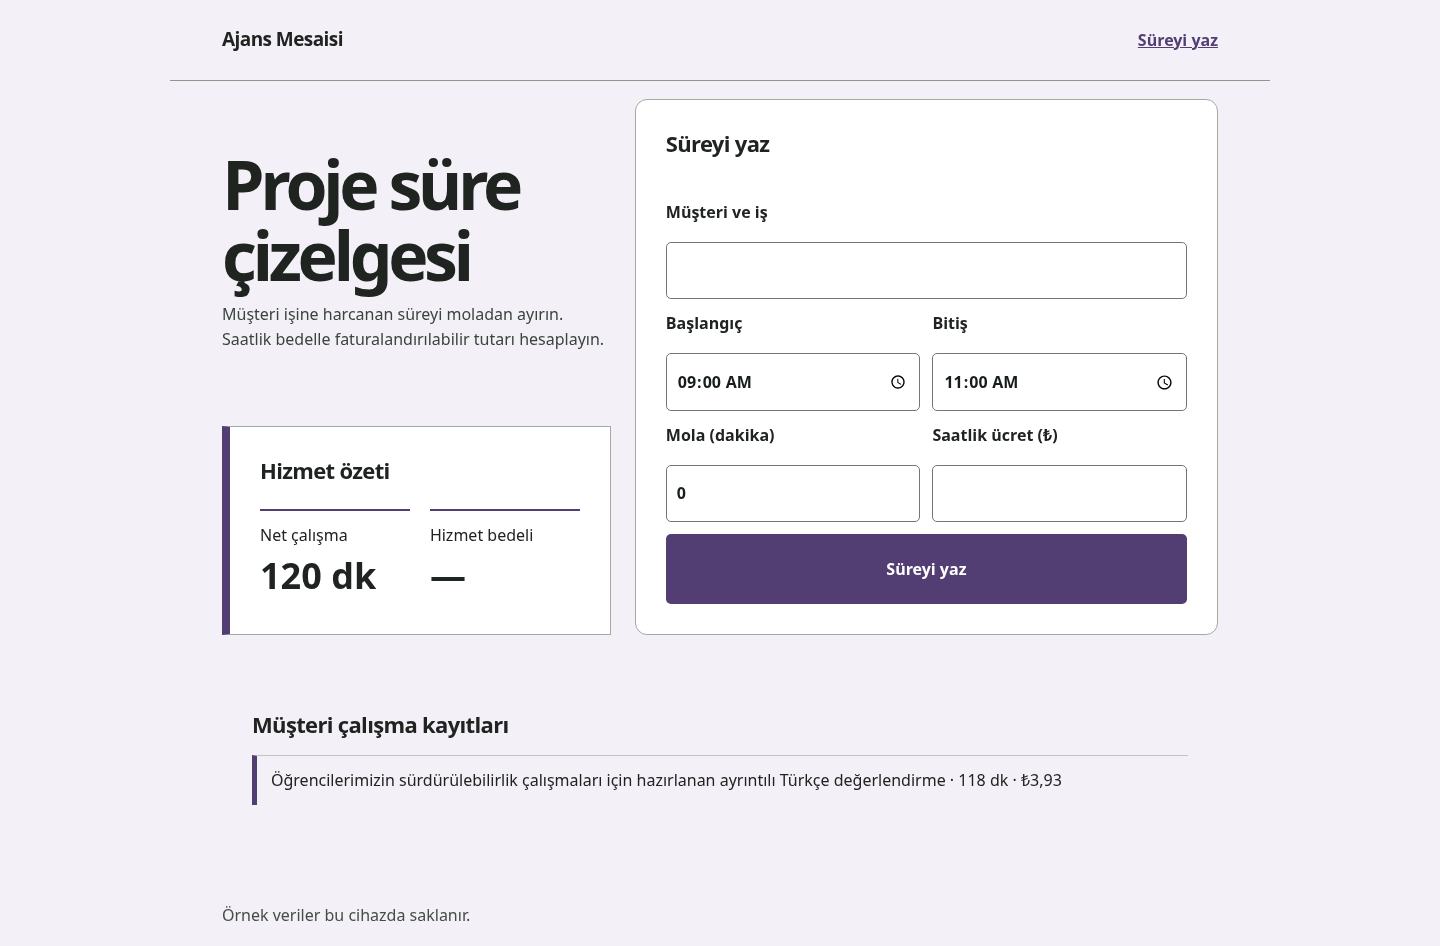 Ajans Mesaisi
Süreyi yaz
Proje süre
çizelgesi
Müşteri işine harcanan süreyi moladan ayırın.
Saatlik bedelle faturalandırılabilir tutarı hesaplayın.
Hizmet özeti
Net çalışma
120 dk
Hizmet bedeli
—
Süreyi yaz
Müşteri ve iş
Başlangıç
09:00 AM
Bitiş
11:00 AM
Mola (dakika)
0
Saatlik ücret (₺)
Süreyi yaz
Müşteri çalışma kayıtları
Öğrencilerimizin sürdürülebilirlik çalışmaları için hazırlanan ayrıntılı Türkçe değerlendirme · 118 dk · ₺3,93
Örnek veriler bu cihazda saklanır.